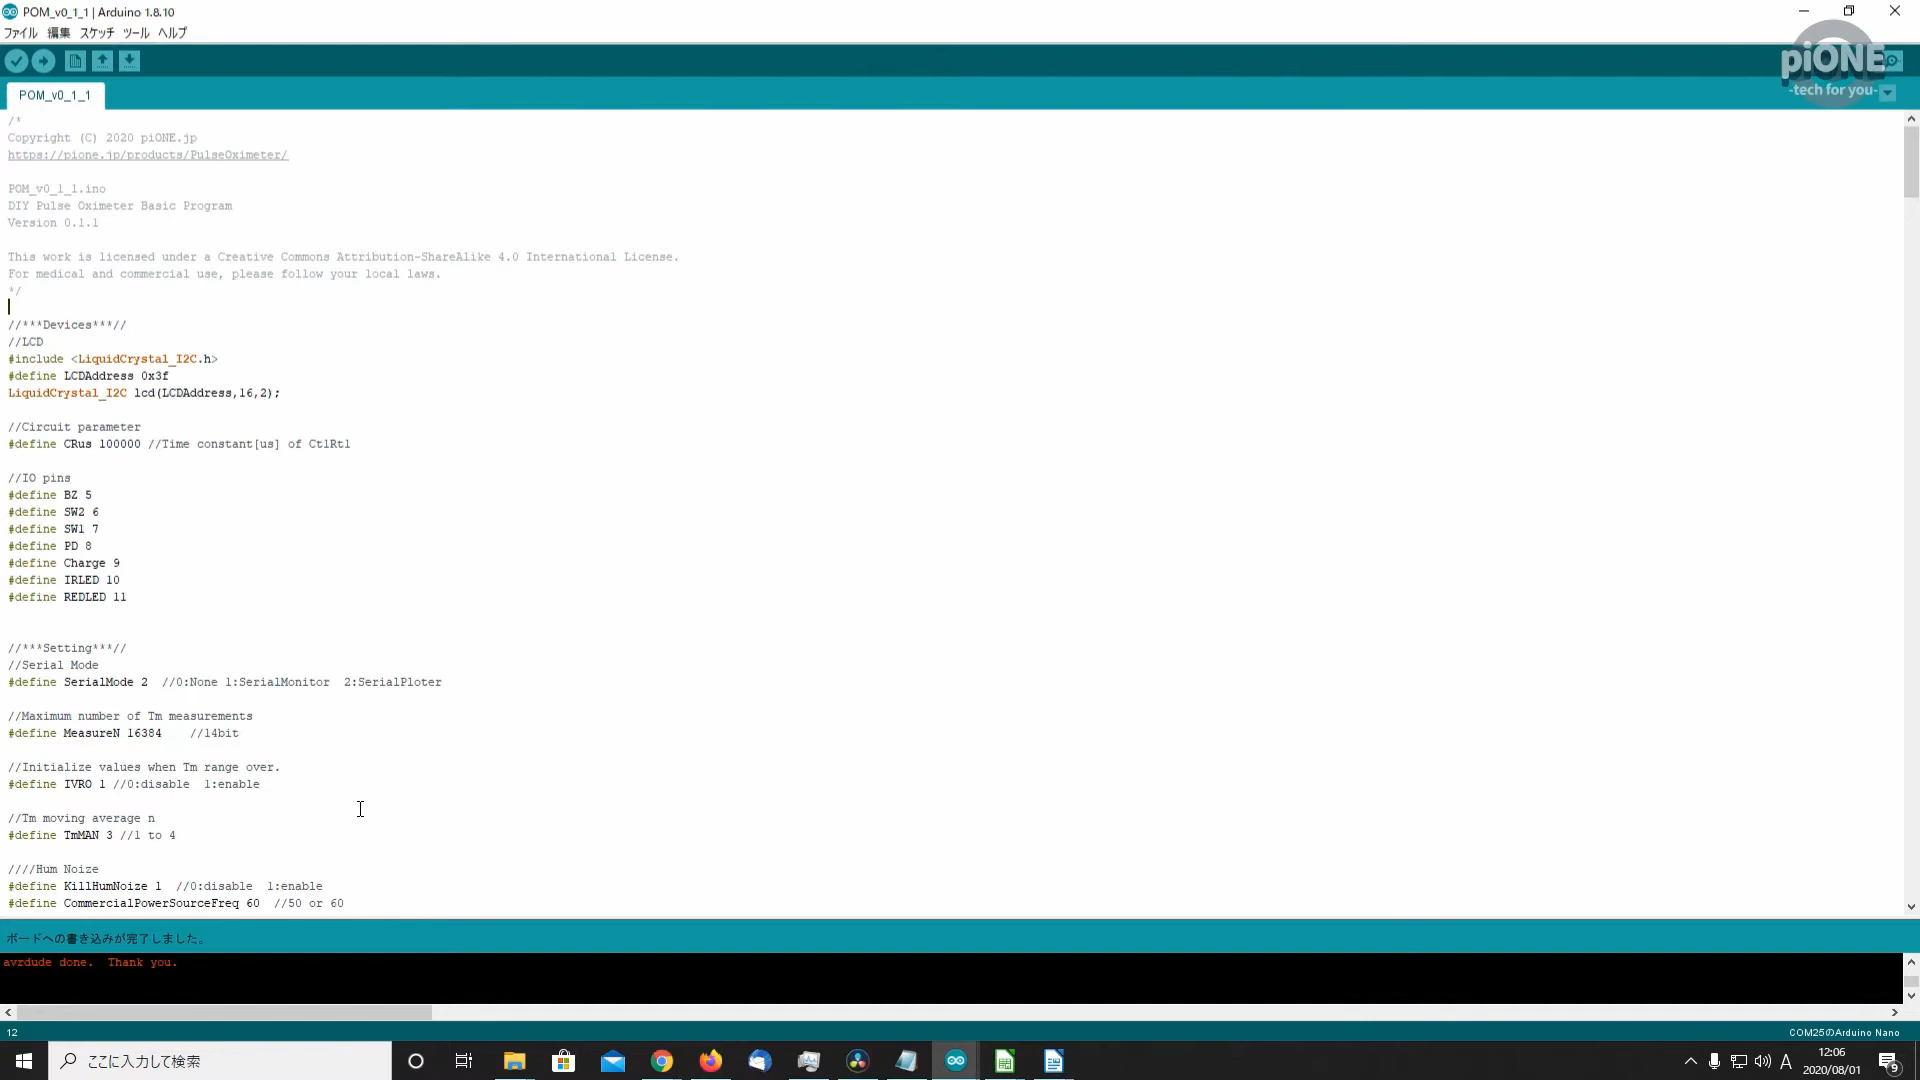 POM_v0_1_1 | Arduino 1.8.10
ファイル 編集 スケッチ ツール ヘルプ
piONE
-tech for you-
POM_v0_1_1
/*
Copyright (C) 2020 piONE.jp
https://pione.jp/products/PulseOximeter/
POM_v0_1_1.ino
DIY Pulse Oximeter Basic Program
Version 0.1.1
This work is licensed under a Creative Commons Attribution-ShareAlike 4.0 International License.
For medical and commercial use, please follow your local laws.
*/
//***Devices***//
//LCD
#include <LiquidCrystal_I2C.h>
#define LCDAddress 0x3f
LiquidCrystal_I2C lcd(LCDAddress,16,2);
//Circuit parameter
#define CRus 100000 //Time constant[us] of Ct1Rt1
//IO pins
#define BZ 5
#define SW2 6
#define SW1 7
#define PD 8
#define Charge 9
#define IRLED 10
#define REDLED 11
//***Setting***//
//Serial Mode
#define SerialMode 2  //0:None 1:SerialMonitor  2:SerialPloter
//Maximum number of Tm measurements
#define MeasureN 16384    //14bit
//Initialize values when Tm range over.
#define IVRO 1 //0:disable  1:enable
//Tm moving average n
#define TmMAN 3 //1 to 4
////Hum Noize
#define KillHumNoize 1  //0:disable  1:enable
#define CommercialPowerSourceFreq 60  //50 or 60
ボードへの書き込みが完了しました。
avrdude done.  Thank you.
12
COM25のArduino Nano
ここに入力して検索
A
12:06
2020/08/01
9